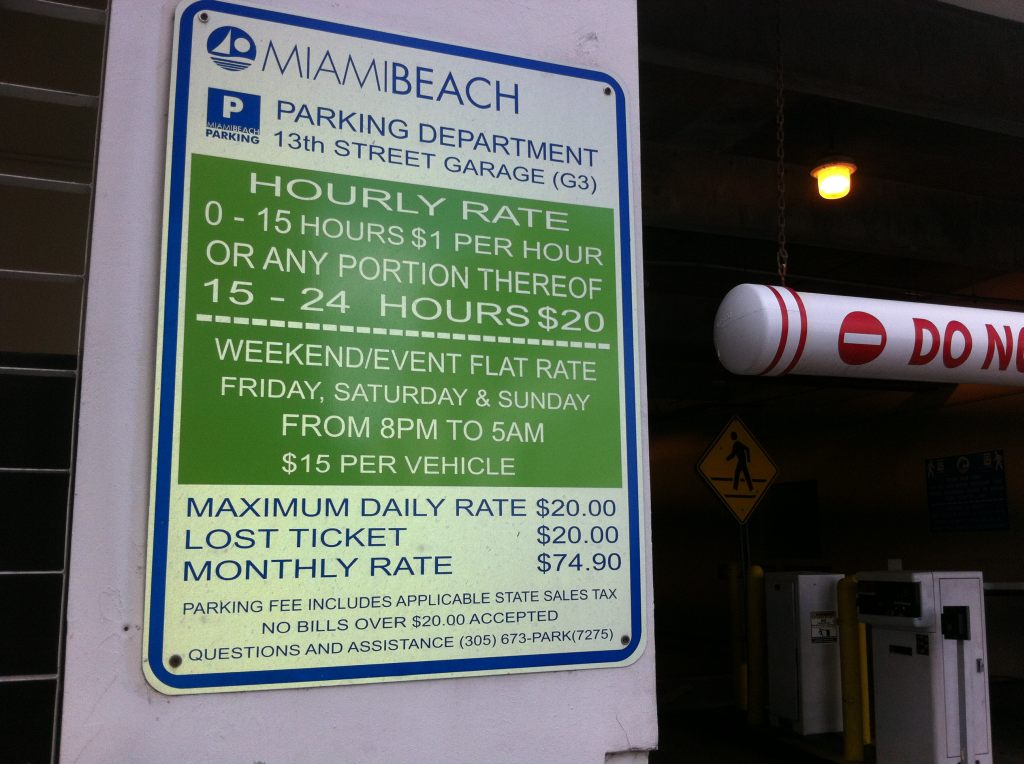 MIAMIBEACH
P
MIAMIBEACH
PARKING
PARKING DEPARTMENT
13th STREET GARAGE (G3)
HOURLY RATE
0 - 15 HOURS $1 PER HOUR
OR ANY PORTION THEREOF
15 - 24 HOURS $20
WEEKEND/EVENT FLAT RATE
FRIDAY, SATURDAY & SUNDAY
FROM 8PM TO 5AM
$15 PER VEHICLE
MAXIMUM DAILY RATE $20.00
LOST TICKET $20.00
MONTHLY RATE $74.90
PARKING FEE INCLUDES APPLICABLE STATE SALES TAX
NO BILLS OVER $20.00 ACCEPTED
QUESTIONS AND ASSISTANCE (305) 673-PARK(7275)
DO